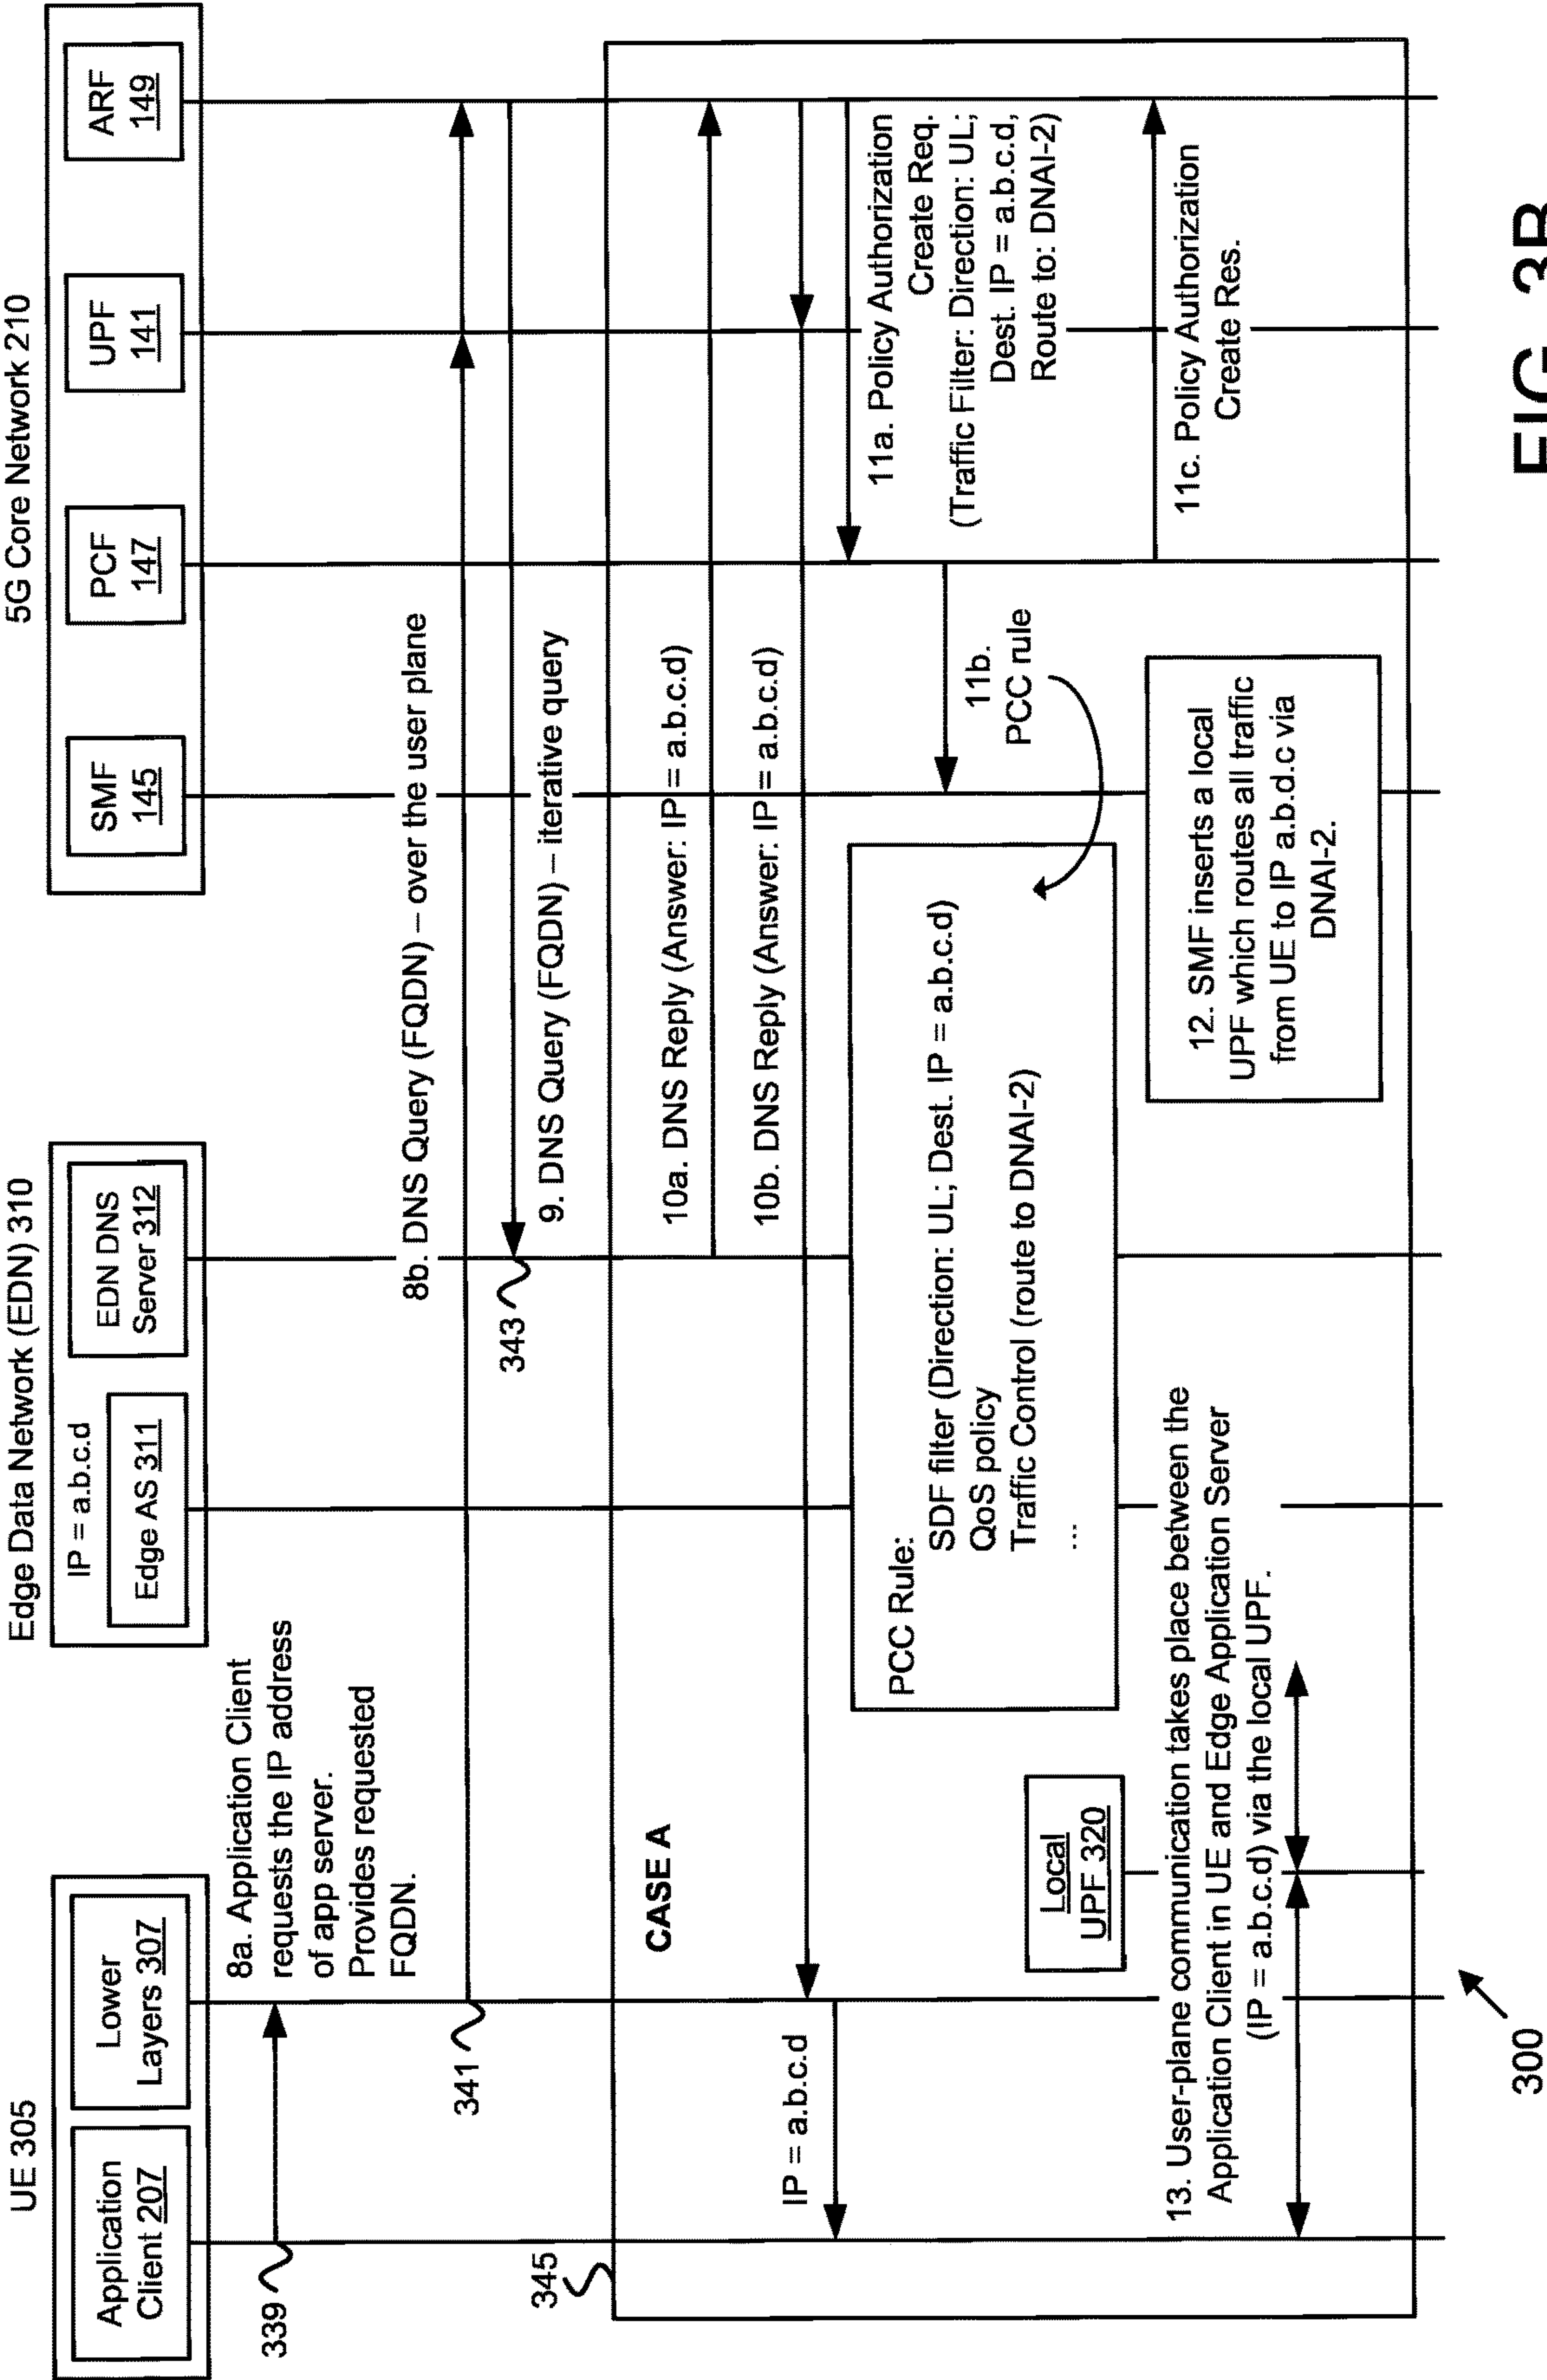 UE 305
Application
Client 207
Lower
Layers 307
Edge Data Network (EDN) 310
IP = a.b.c.d
Edge AS 311
EDN DNS
Server 312
5G Core Network 210
SMF
145
PCF
147
UPF
141
ARF
149
339
8a. Application Client
requests the IP address
of app server.
Provides requested
FQDN.
341
8b. DNS Query (FQDN) – over the user plane
343
9. DNS Query (FQDN) – iterative query
345
CASE A
10a. DNS Reply (Answer: IP = a.b.c.d)
10b. DNS Reply (Answer: IP = a.b.c.d)
IP = a.b.c.d
11a. Policy Authorization
Create Req.
(Traffic Filter: Direction: UL;
Dest. IP = a.b.c.d,
Route to: DNAI-2)
11b.
PCC rule
PCC Rule:
SDF filter (Direction: UL; Dest. IP = a.b.c.d)
QoS policy
Traffic Control (route to DNAI-2)
...
11c. Policy Authorization
Create Res.
Local
UPF 320
12. SMF inserts a local
UPF which routes all traffic
from UE to IP a.b.d.c via
DNAI-2.
13. User-plane communication takes place between the
Application Client in UE and Edge Application Server
(IP = a.b.c.d) via the local UPF.
300
FIG. 3B